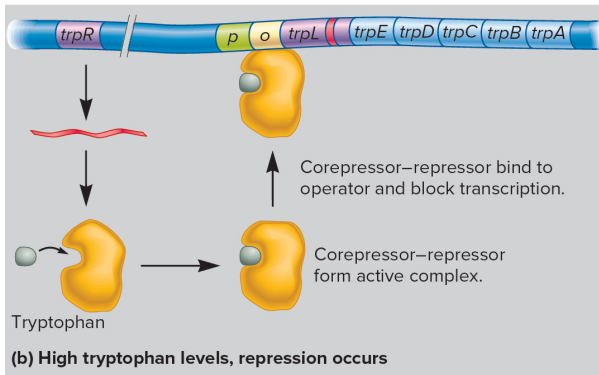 trpR p o trpL trpE trpD trpC trpB trpA
Corepressor–repressor bind to
operator and block transcription.
Corepressor–repressor
form active complex.
Tryptophan
(b) High tryptophan levels, repression occurs